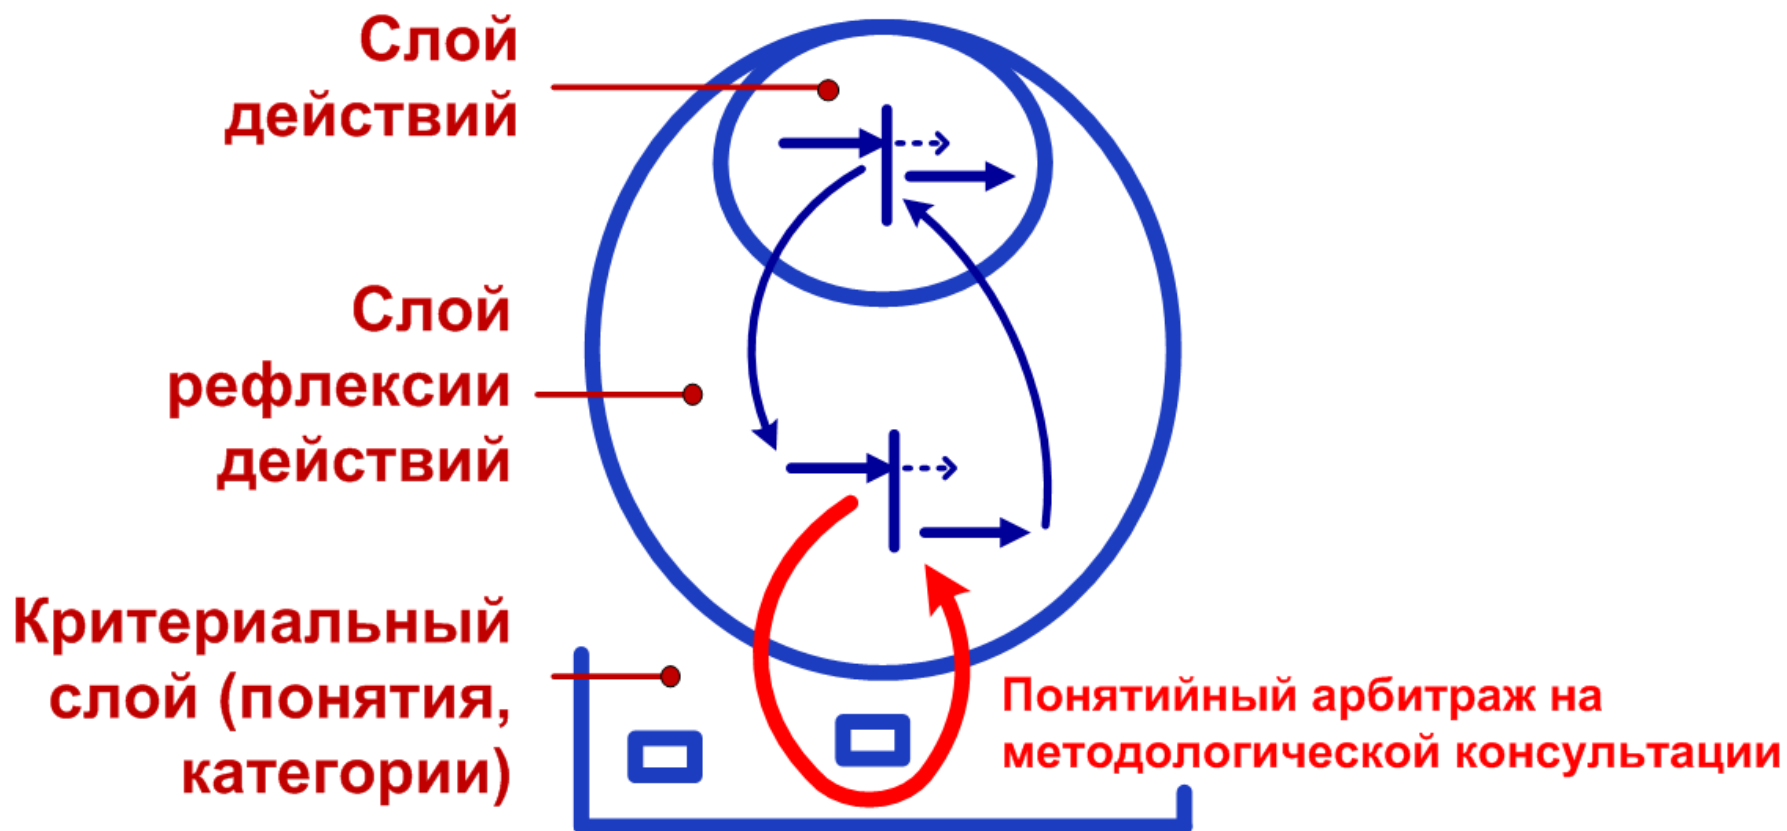 Слой
действий
Слой
рефлексии
действий
Критериальный
слой (понятия,
категории)
Понятийный арбитраж на
методологической консультации